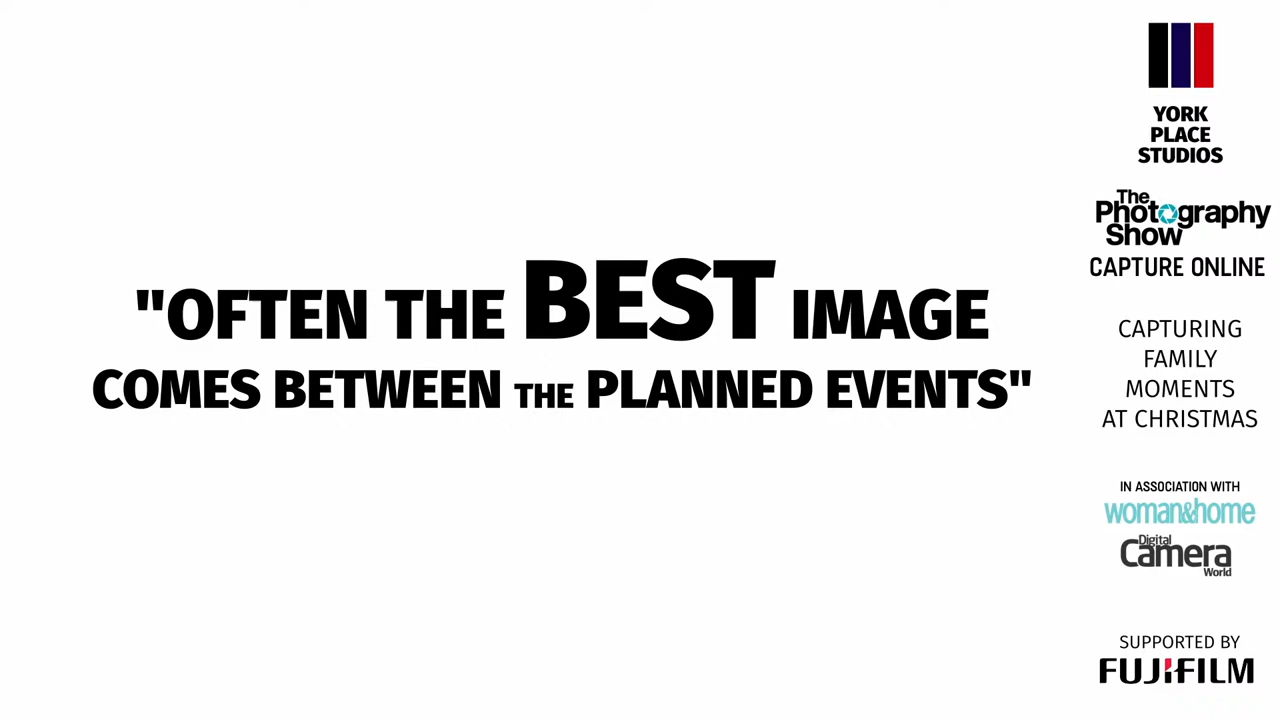 "OFTEN THE BEST IMAGE
COMES BETWEEN THE PLANNED EVENTS"
YORK
PLACE
STUDIOS
The
Photography
Show
CAPTURE ONLINE
CAPTURING
FAMILY
MOMENTS
AT CHRISTMAS
IN ASSOCIATION WITH
woman&home
Digital
Camera
World
SUPPORTED BY
FUJIFILM